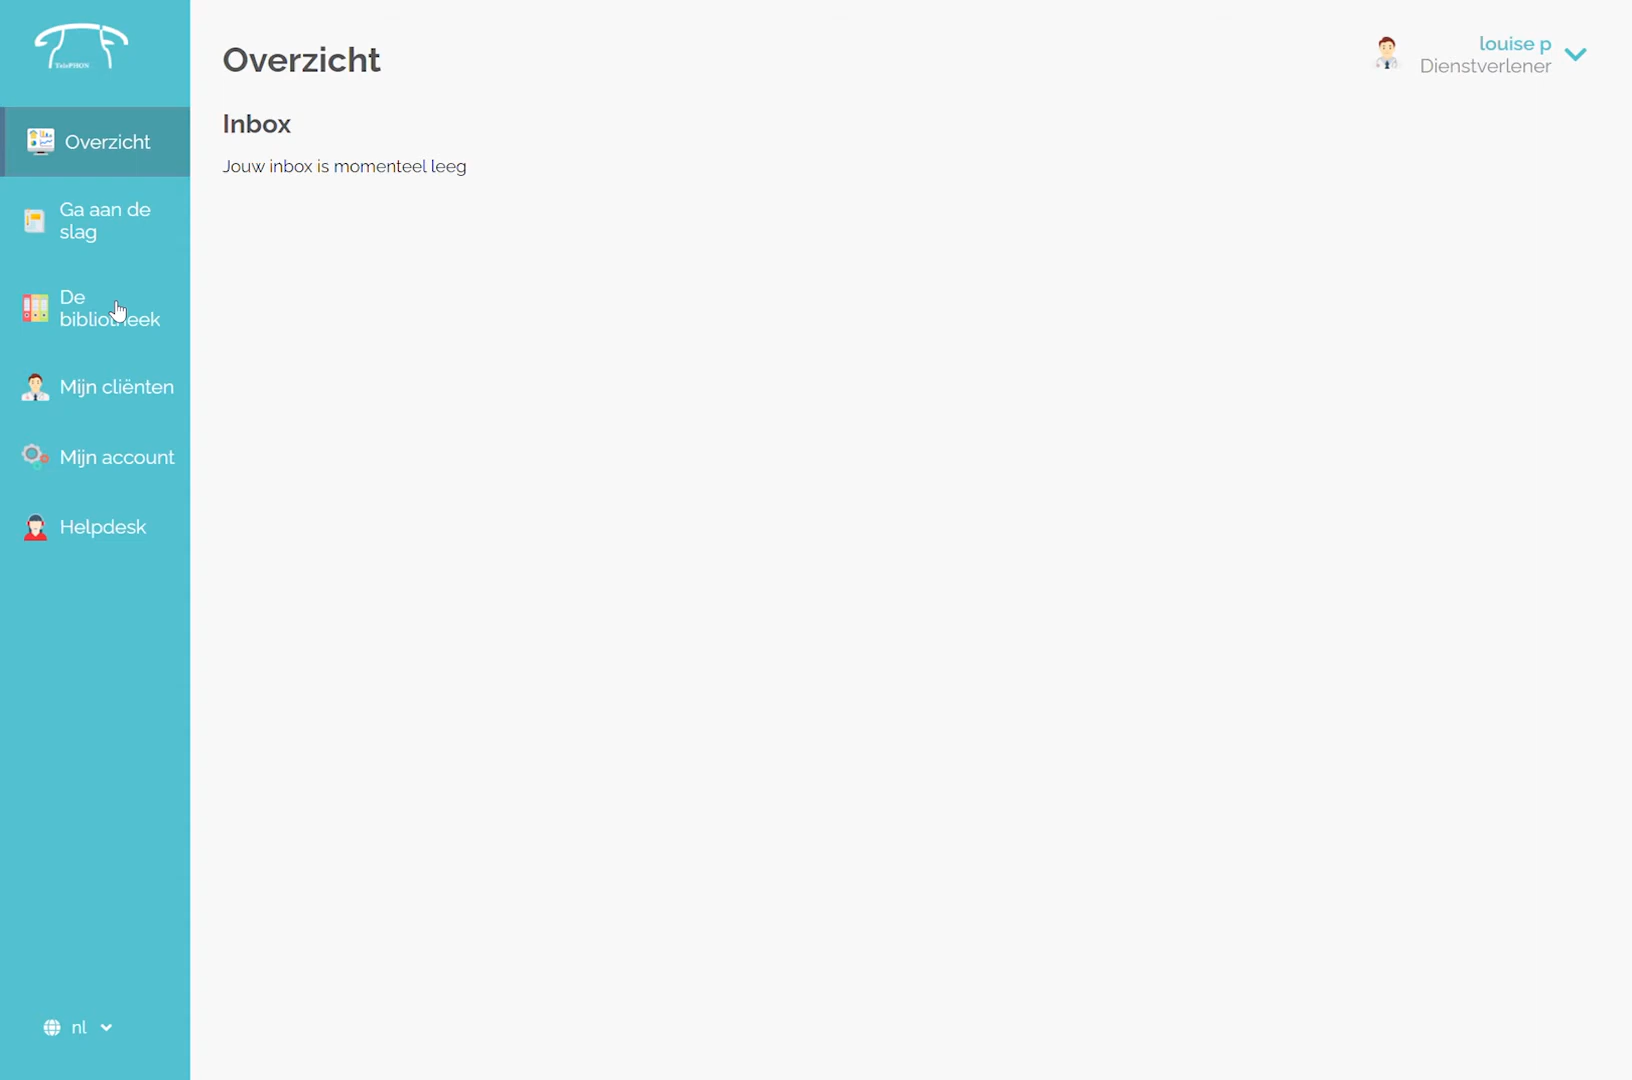 TelePHON
Overzicht
Ga aan de
slag
De
bibliotheek
Mijn cliënten
Mijn account
Helpdesk
nl
Overzicht
Inbox
Jouw inbox is momenteel leeg
louise p
Dienstverlener